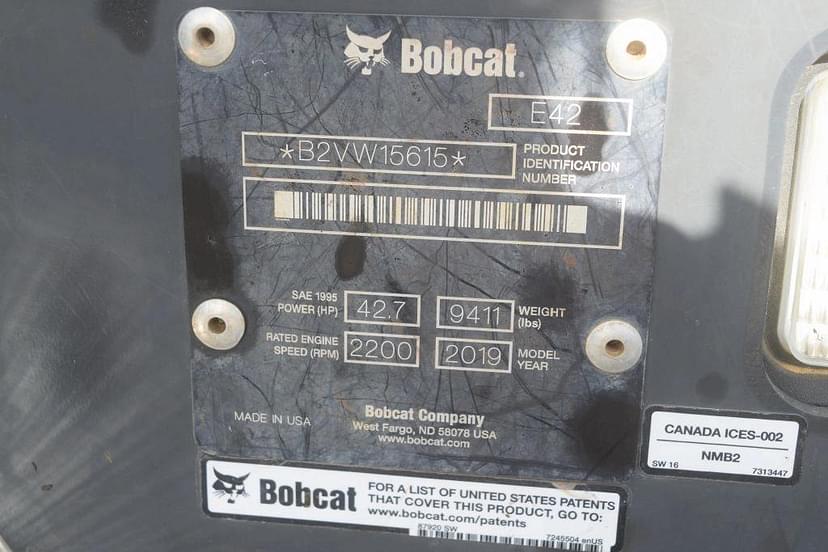 Bobcat.
E42
*B2VW15615*
PRODUCT
IDENTIFICATION
NUMBER
SAE 1995
POWER (HP)
42.7
9411
WEIGHT
(lbs)
RATED ENGINE
SPEED (RPM)
2200
2019
MODEL
YEAR
MADE IN USA
Bobcat Company
West Fargo, ND 58078 USA
www.bobcat.com
CANADA ICES-002
NMB2
SW 16
7313447
Bobcat
FOR A LIST OF UNITED STATES PATENTS
THAT COVER THIS PRODUCT, GO TO:
www.bobcat.com/patents
87920 SW
7245504 enUS